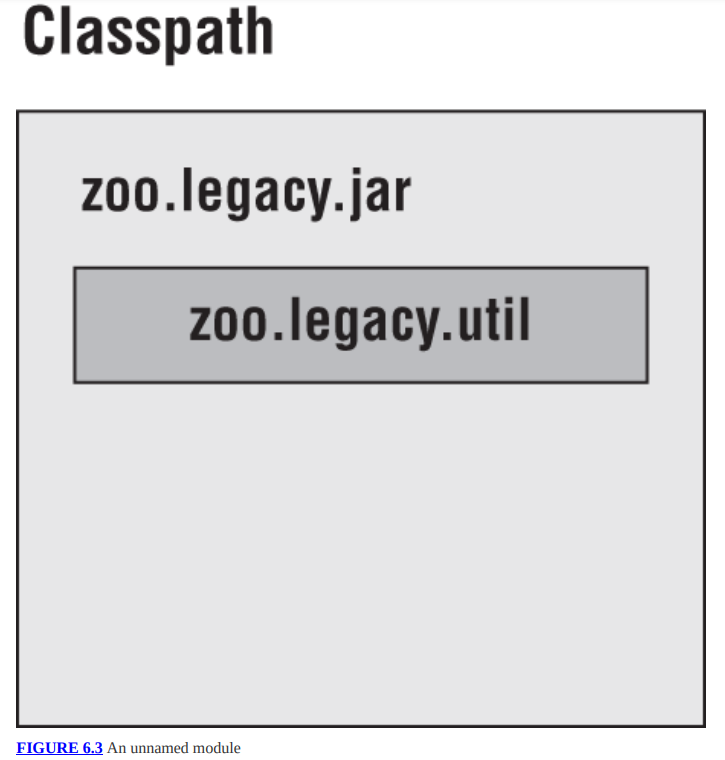 Classpath
zoo.legacy.jar
zoo.legacy.util
FIGURE 6.3 An unnamed module